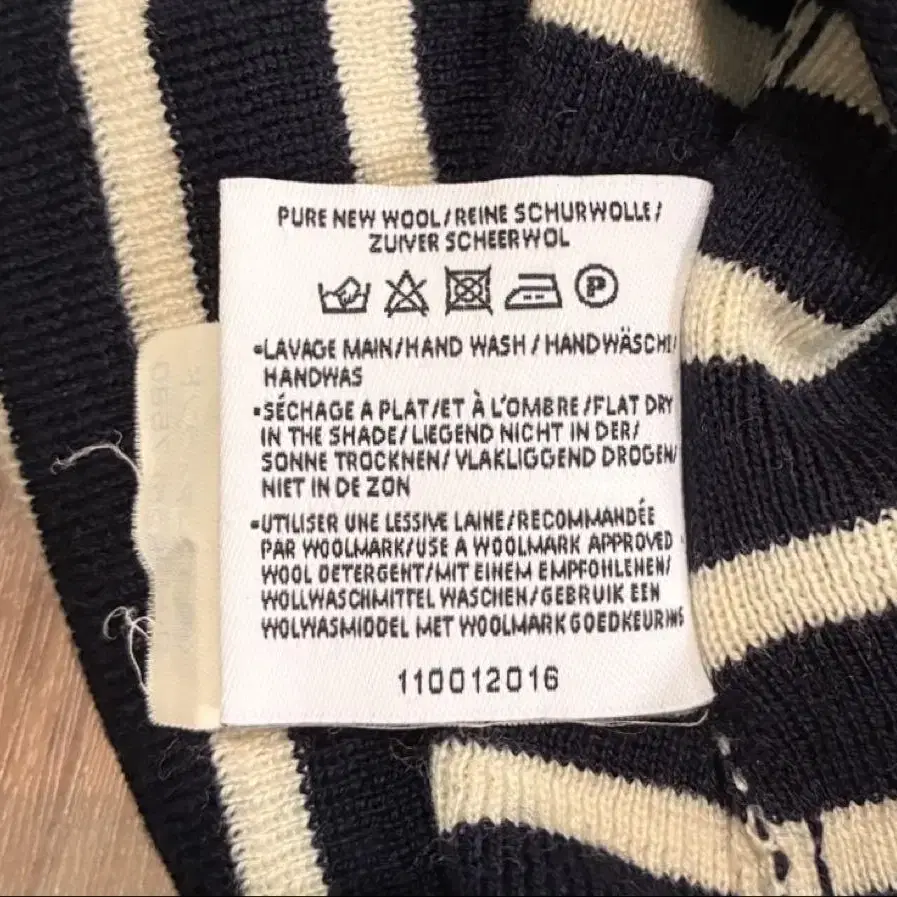 PURE NEW WOOL/REINE SCHURWOLLE/
ZUIVER SCHEERWOL
P
•LAVAGE MAIN/HAND WASH/HANDWÄSCHE/
HANDWAS
•SÉCHAGE A PLAT/ET À L'OMBRE/FLAT DRY
IN THE SHADE/LIEGEND NICHT IN DER/
SONNE TROCKNEN/VLAKLIGGEND DROGEN/
NIET IN DE ZON
•UTILISER UNE LESSIVE LAINE/RECOMMANDÉE
PAR WOOLMARK/USE A WOOLMARK APPROVED
WOOL DETERGENT/MIT EINEM EMPFOHLENEN/
WOLLWASCHMITTEL WASCHEN/GEBRUIK EEN
WOLWASMIDDEL MET WOOLMARK GOEDKEURING
110012016